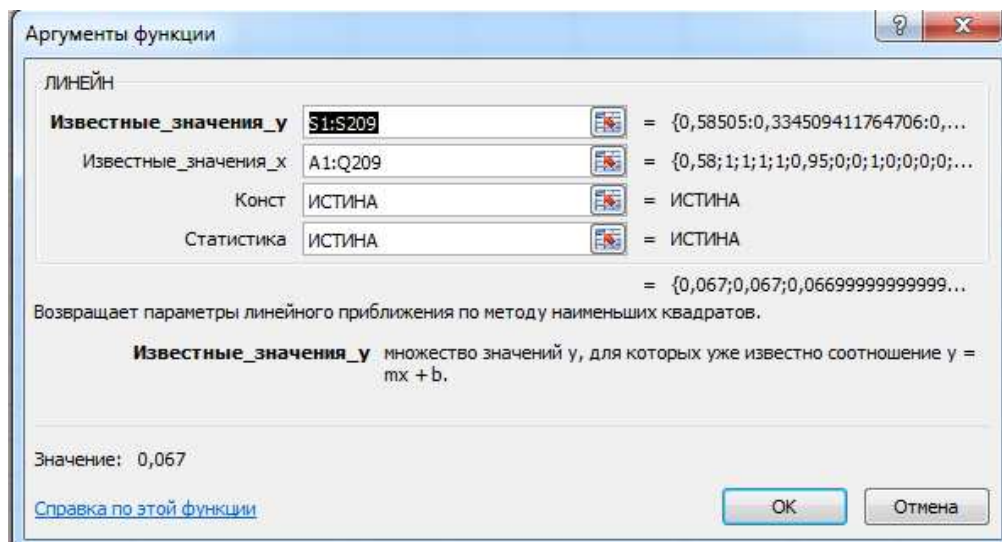 Аргументы функции
ЛИНЕЙН
Известные_значения_y S1:S209 = {0,58505:0,334509411764706:0,...
Известные_значения_x A1:Q209 = {0,58;1;1;1;1;0,95;0;0;1;0;0;0;0;...
Конст ИСТИНА = ИСТИНА
Статистика ИСТИНА = ИСТИНА
= {0,067;0,067;0,06699999999999...
Возвращает параметры линейного приближения по методу наименьших квадратов.
Известные_значения_y множество значений y, для которых уже известно соотношение y =
mx + b.
Значение: 0,067
Справка по этой функции ОК Отмена